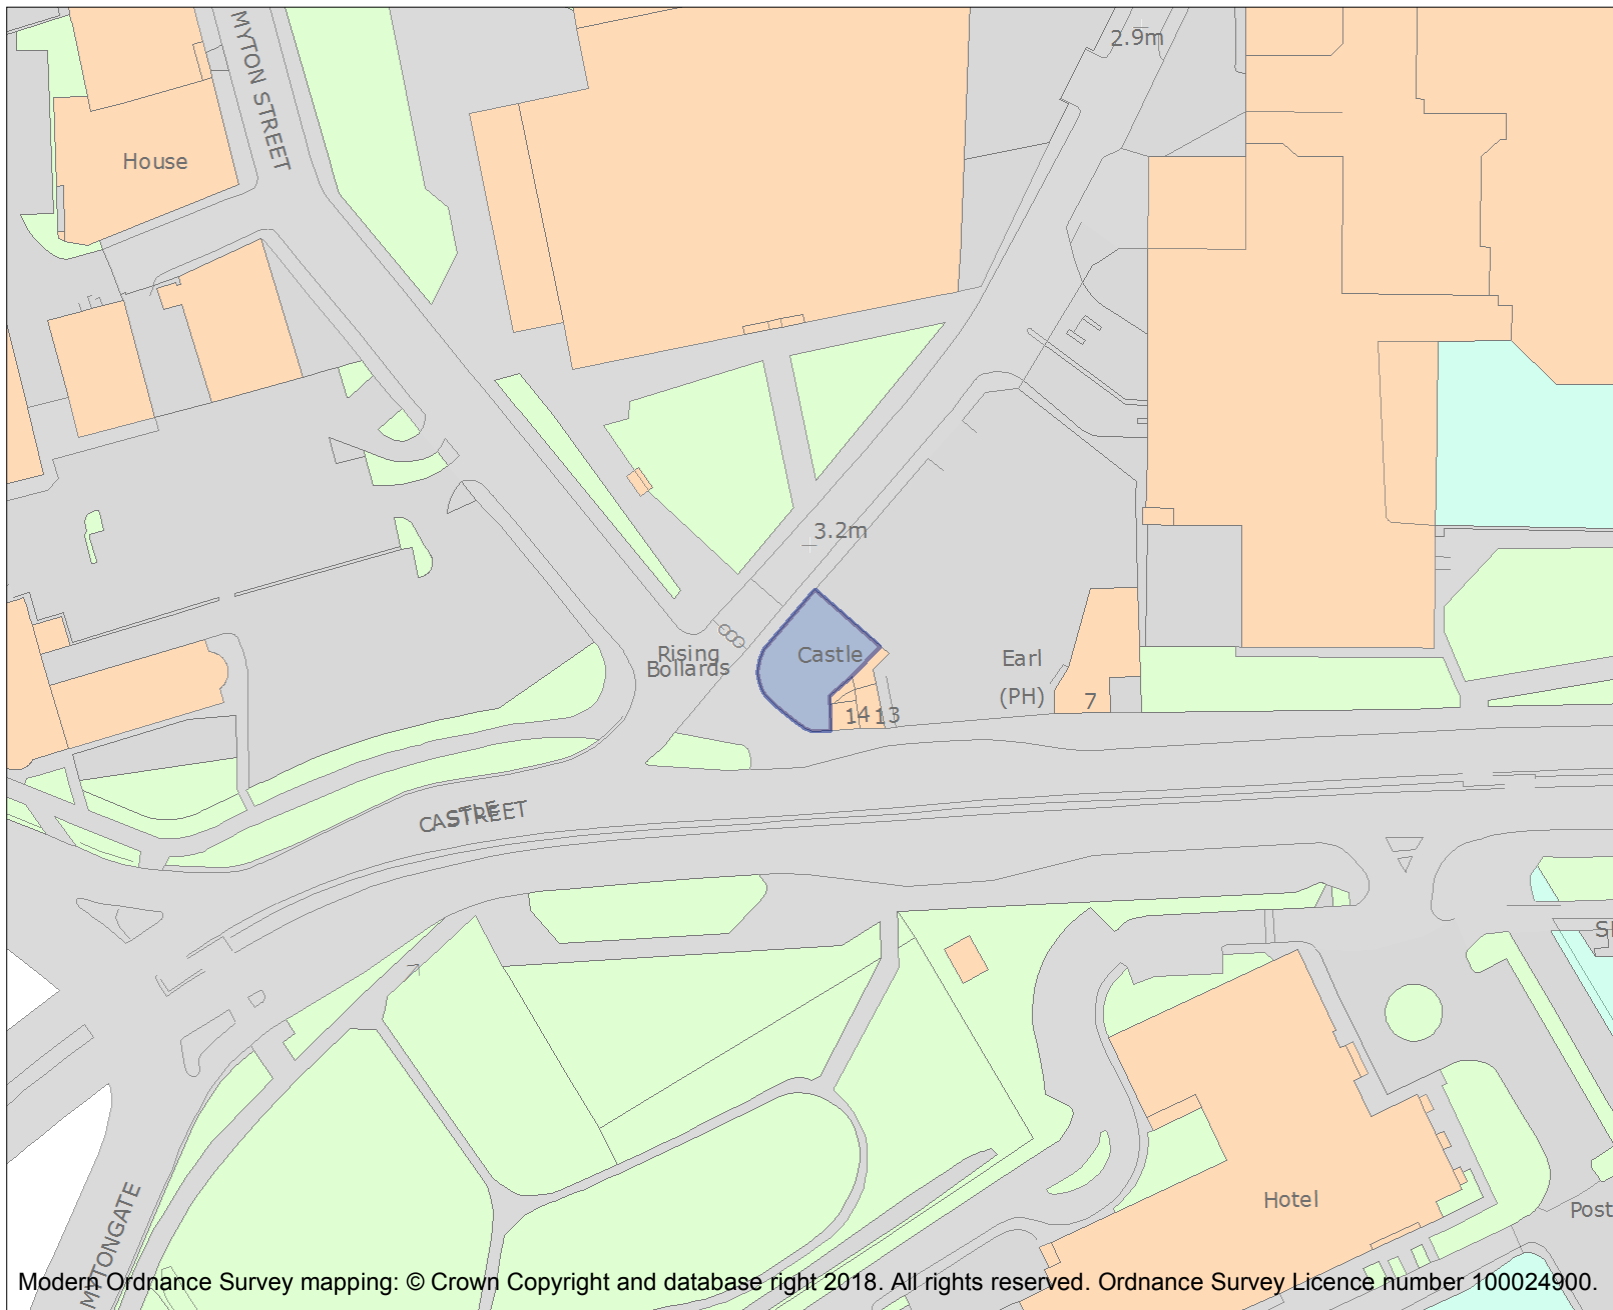 MYTON STREET
2.9m
House
3.2m
Rising
Bollards
Castle
Earl
(PH)
7
14
13
CASTLE
STREET
MYTONGATE
Hotel
Post
Modern Ordnance Survey mapping: © Crown Copyright and database right 2018. All rights reserved. Ordnance Survey Licence number 100024900.